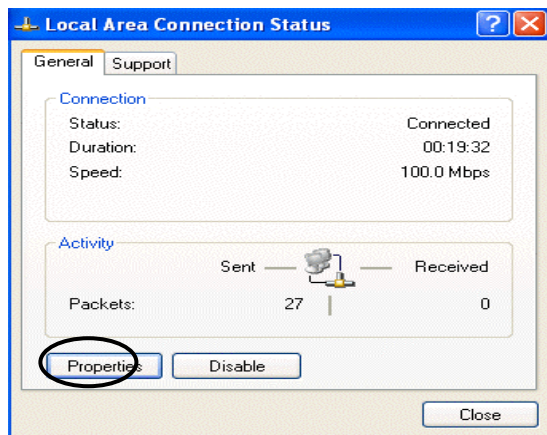 Local Area Connection Status
General Support
Connection
Status: Connected
Duration: 00:19:32
Speed: 100.0 Mbps
Activity
Sent Received
Packets: 27 0
Properties Disable
Close